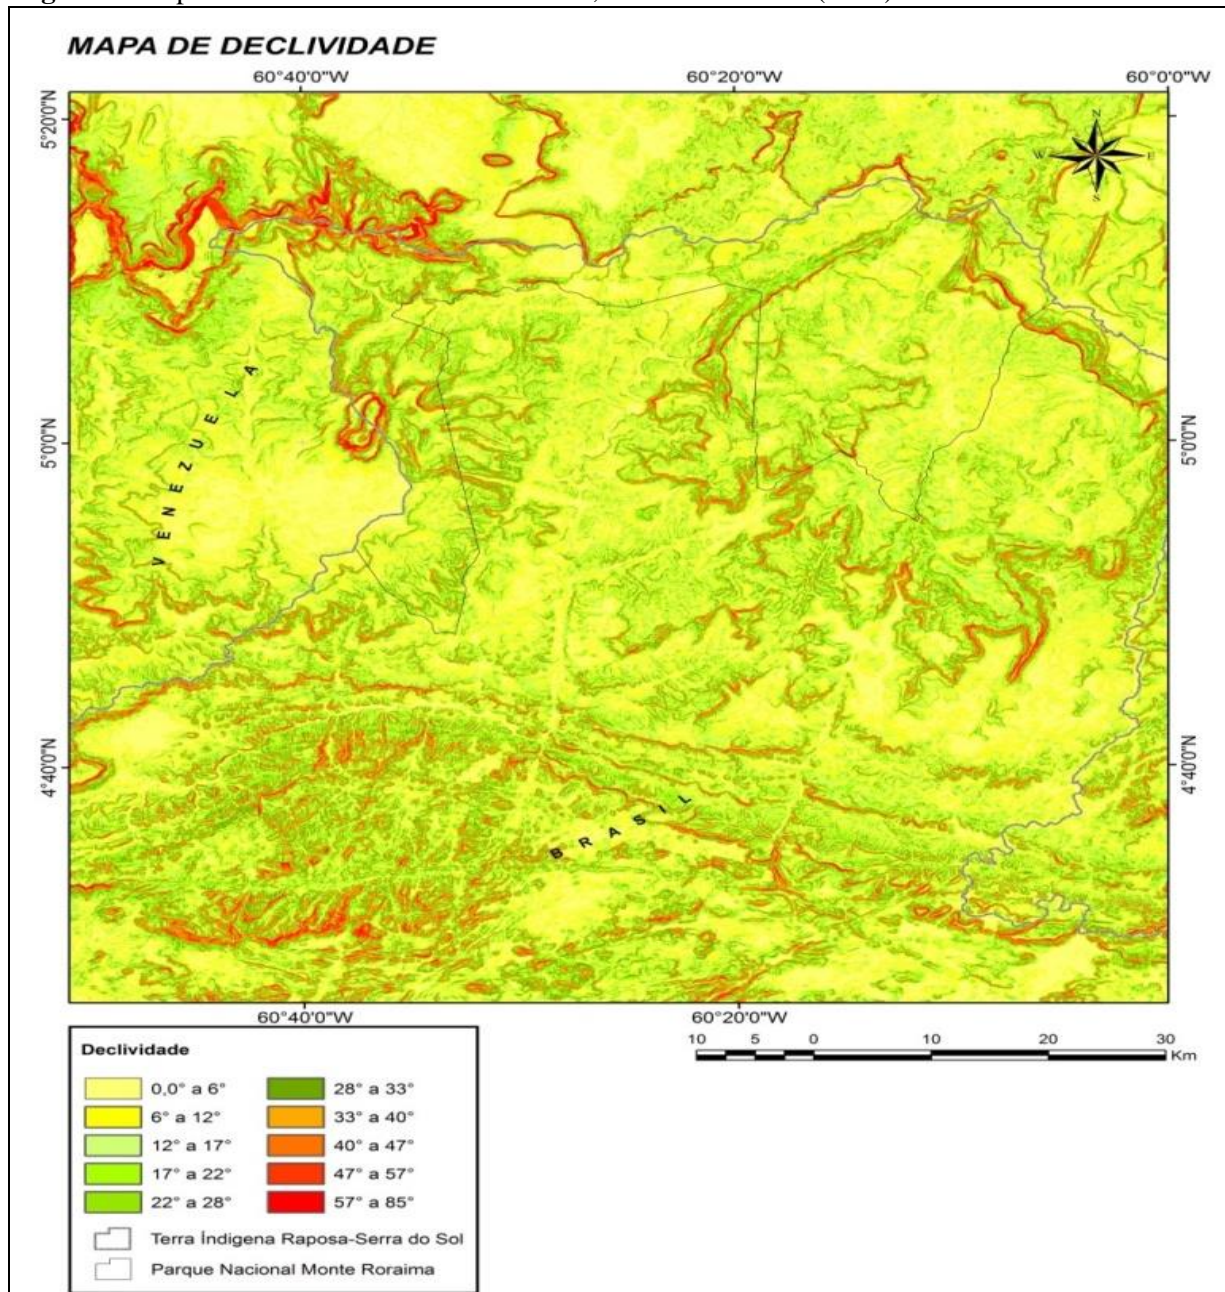 MAPA DE DECLIVIDADE
60°40'0"W 60°20'0"W 60°0'0"W
5°20'0"N
N
W E
S
VENEZUELA
5°0'0"N 5°0'0"N
4°40'0"N 4°40'0"N
BRASIL
60°40'0"W 60°20'0"W
10 5 0 10 20 30 Km
Declividade
0,0° a 6° 28° a 33°
6° a 12° 33° a 40°
12° a 17° 40° a 47°
17° a 22° 47° a 57°
22° a 28° 57° a 85°
Terra Índigena Raposa-Serra do Sol
Parque Nacional Monte Roraima